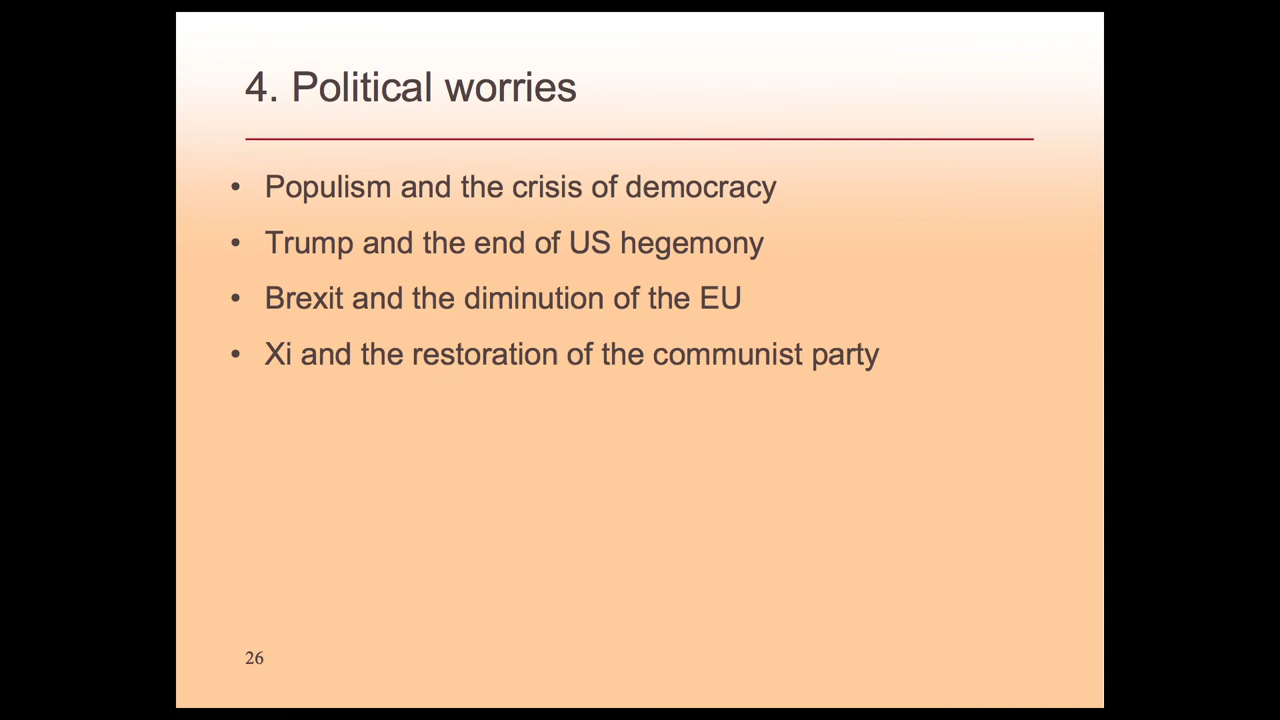 4. Political worries
• Populism and the crisis of democracy
• Trump and the end of US hegemony
• Brexit and the diminution of the EU
• Xi and the restoration of the communist party
26